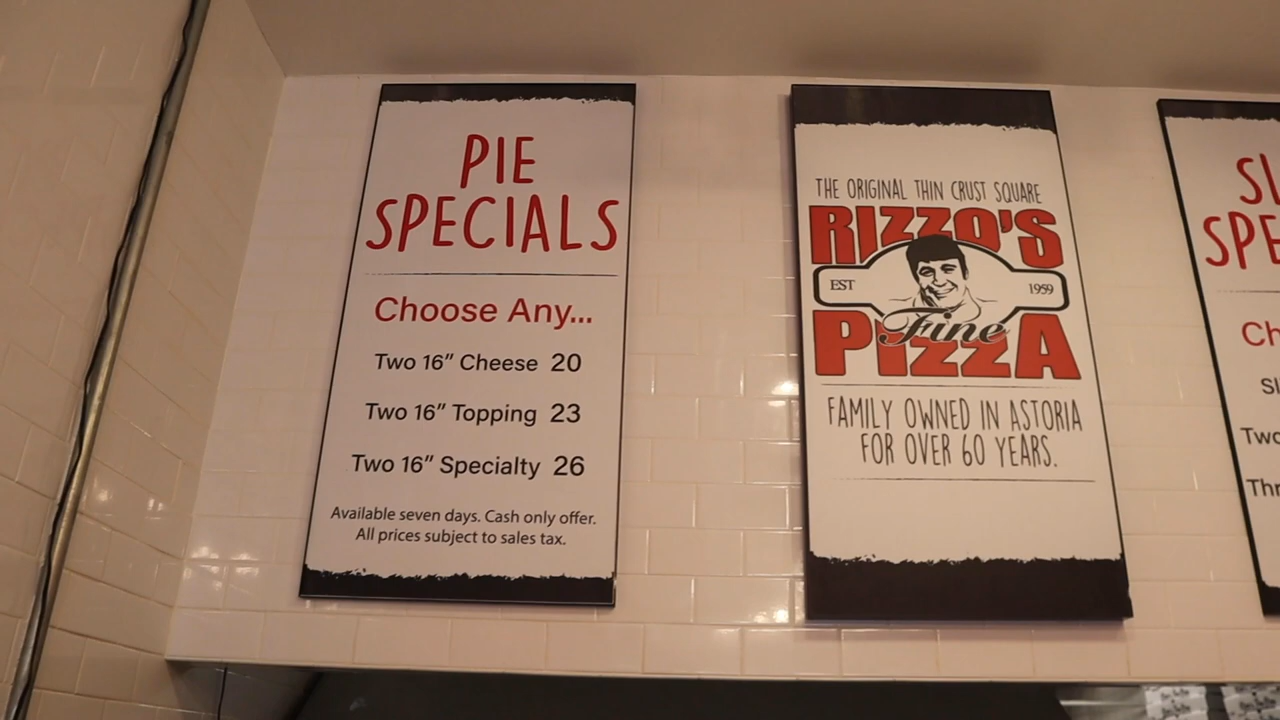 PIE
SPECIALS
Choose Any...
Two 16" Cheese 20
Two 16" Topping 23
Two 16" Specialty 26
Available seven days. Cash only offer.
All prices subject to sales tax.
THE ORIGINAL THIN CRUST SQUARE
RIZZO'S
EST 1959
Fine
PIZZA
FAMILY OWNED IN ASTORIA
FOR OVER 60 YEARS.